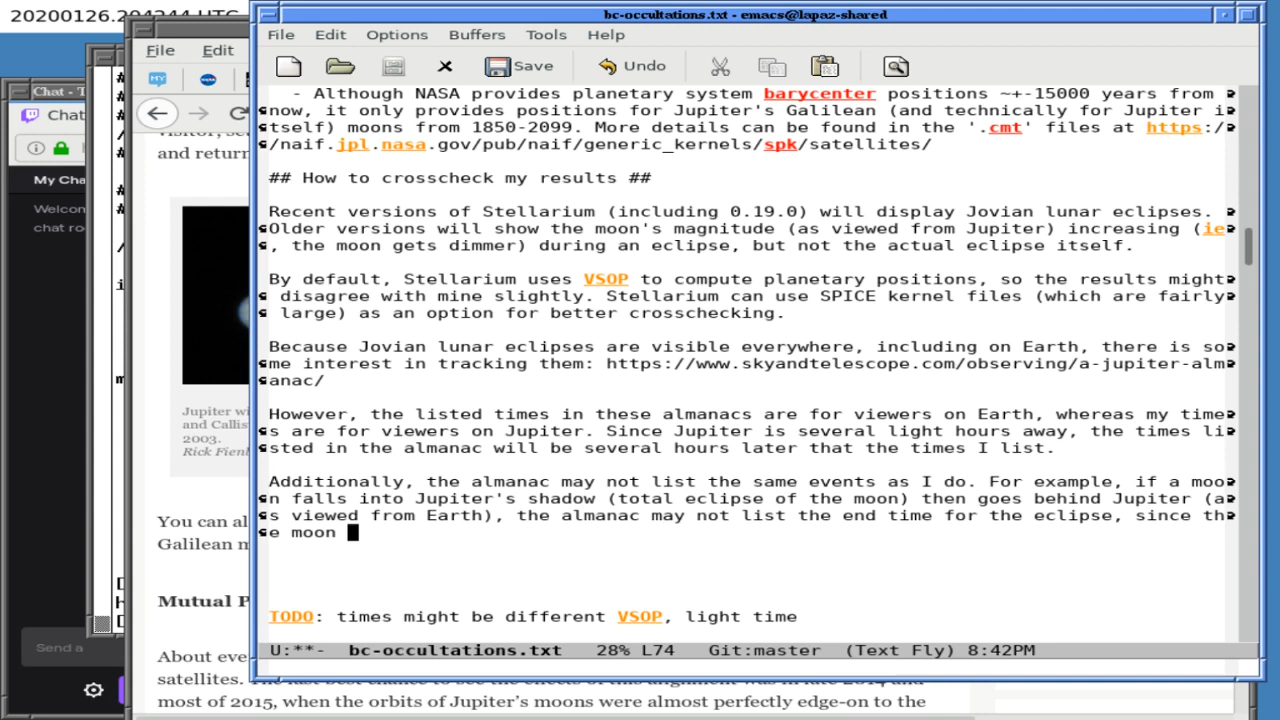 20200126.204244 UTC
bc-occultations.txt - emacs@lapaz-shared
File Edit Options Buffers Tools Help
Save Undo
- Although NASA provides planetary system barycenter positions ~+-15000 years from
now, it only provides positions for Jupiter's Galilean (and technically for Jupiter i
tself) moons from 1850-2099. More details can be found in the '.cmt' files at https:/
/naif.jpl.nasa.gov/pub/naif/generic_kernels/spk/satellites/
## How to crosscheck my results ##
Recent versions of Stellarium (including 0.19.0) will display Jovian lunar eclipses.
Older versions will show the moon's magnitude (as viewed from Jupiter) increasing (ie
, the moon gets dimmer) during an eclipse, but not the actual eclipse itself.
By default, Stellarium uses VSOP to compute planetary positions, so the results might
disagree with mine slightly. Stellarium can use SPICE kernel files (which are fairly
large) as an option for better crosschecking.
Because Jovian lunar eclipses are visible everywhere, including on Earth, there is so
me interest in tracking them: https://www.skyandtelescope.com/observing/a-jupiter-alm
anac/
However, the listed times in these almanacs are for viewers on Earth, whereas my time
s are for viewers on Jupiter. Since Jupiter is several light hours away, the times li
sted in the almanac will be several hours later that the times I list.
Additionally, the almanac may not list the same events as I do. For example, if a moo
n falls into Jupiter's shadow (total eclipse of the moon) then goes behind Jupiter (a
s viewed from Earth), the almanac may not list the end time for the eclipse, since th
e moon
TODO: times might be different VSOP, light time
U:**- bc-occultations.txt 28% L74 Git:master (Text Fly) 8:42PM
File Edit
MY
and return
Jupiter wi
and Callis
2003.
Rick Fienb
You can al
Galilean m
Mutual P
About eve
satellites.
most of 2015, when the orbits of Jupiter's moons were almost perfectly edge-on to the
Chat - T
Chat
My Cha
Welcom
chat ro
Send a